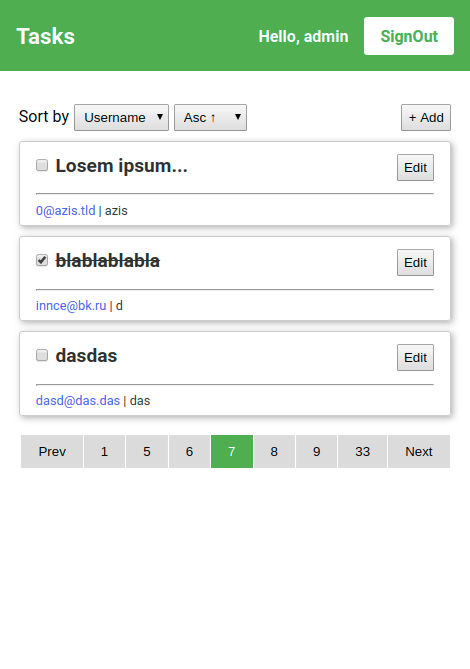 Tasks Hello, admin SignOut
Sort by Username Asc ↑ + Add
Losem ipsum... Edit
0@azis.tld | azis
blablablabla Edit
innce@bk.ru | d
dasdas Edit
dasd@das.das | das
Prev 1 5 6 7 8 9 33 Next